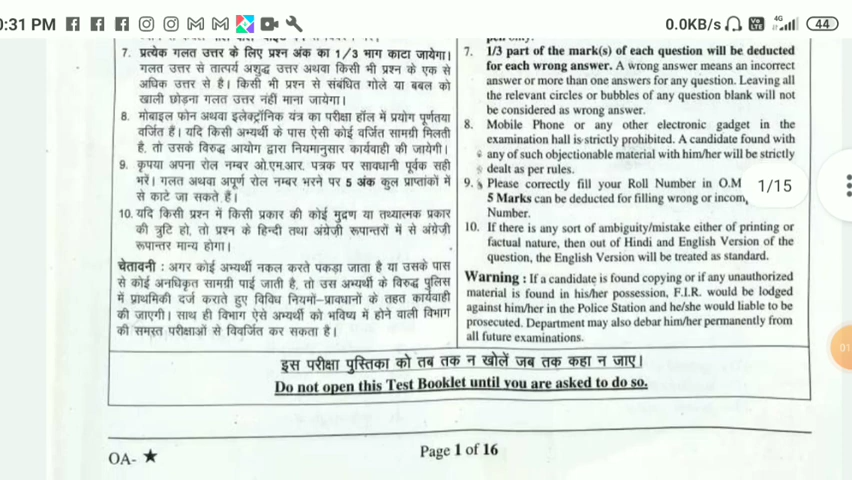 0:31 PM
0.0KB/s
Vo
LTE
4G
44
7. प्रत्येक गलत उत्तर के लिए प्रश्न अंक का 1/3 भाग काटा जायेगा।
गलत उत्तर से तात्पर्य अशुद्ध उत्तर अथवा किसी भी प्रश्न के एक से
अधिक उत्तर से है। किसी भी प्रश्न से संबंधित गोले या बबल को
खाली छोड़ना गलत उत्तर नहीं माना जायेगा।
8. मोबाइल फोन अथवा इलेक्ट्रॉनिक यंत्र का परीक्षा हॉल में प्रयोग पूर्णतया
वर्जित हैं। यदि किसी अभ्यर्थी के पास ऐसी कोई वर्जित सामग्री मिलती
है, तो उसके विरुद्ध आयोग द्वारा नियमानुसार कार्यवाही की जायेगी।
9. कृपया अपना रोल नम्बर ओ.एम.आर. पत्रक पर सावधानी पूर्वक सही
भरें। गलत अथवा अपूर्ण रोल नम्बर भरने पर 5 अंक कुल प्राप्तांकों में
से काटे जा सकते हैं।
10. यदि किसी प्रश्न में किसी प्रकार की कोई मुद्रण या तथ्यात्मक प्रकार
की त्रुटि हो, तो प्रश्न के हिन्दी तथा अंग्रेज़ी रूपान्तरों में से अंग्रेज़ी
रूपान्तर मान्य होगा।
चेतावनी : अगर कोई अभ्यर्थी नकल करते पकड़ा जाता है या उसके पास
से कोई अनधिकृत सामग्री पाई जाती है, तो उस अभ्यर्थी के विरुद्ध पुलिस
में प्राथमिकी दर्ज कराते हुए विविध नियमों-प्रावधानों के तहत कार्यवाही
की जाएगी। साथ ही विभाग ऐसे अभ्यर्थी को भविष्य में होने वाली विभाग
की समस्त परीक्षाओं से विवर्जित कर सकता है।
pen only.
7. 1/3 part of the mark(s) of each question will be deducted
for each wrong answer. A wrong answer means an incorrect
answer or more than one answers for any question. Leaving all
the relevant circles or bubbles of any question blank will not
be considered as wrong answer.
8. Mobile Phone or any other electronic gadget in the
examination hall is strictly prohibited. A candidate found with
any of such objectionable material with him/her will be strictly
dealt as per rules.
9. Please correctly fill your Roll Number in O.M
5 Marks can be deducted for filling wrong or incom
Number.
10. If there is any sort of ambiguity/mistake either of printing or
factual nature, then out of Hindi and English Version of the
question, the English Version will be treated as standard.
Warning : If a candidate is found copying or if any unauthorized
material is found in his/her possession, F.I.R. would be lodged
against him/her in the Police Station and he/she would liable to be
prosecuted. Department may also debar him/her permanently from
all future examinations.
1/15
01
इस परीक्षा पुस्तिका को तब तक न खोलें जब तक कहा न जाए।
Do not open this Test Booklet until you are asked to do so.
OA- ★
Page 1 of 16